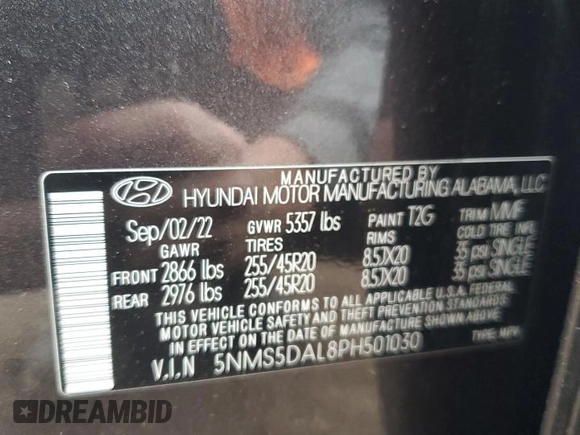 MANUFACTURED BY
HYUNDAI MOTOR MANUFACTURING ALABAMA, LLC
Sep/02/22 GVWR 5357 lbs PAINT T2G TRIM MMF
GAWR TIRES RIMS COLD TIRE INFL
FRONT 2866 lbs 255/45R20 8.5JX20 35 psi SINGLE
REAR 2976 lbs 255/45R20 8.5JX20 35 psi SINGLE
THIS VEHICLE CONFORMS TO ALL APPLICABLE U.S.A. FEDERAL
MOTOR VEHICLE SAFETY AND THEFT PREVENTION STANDARDS
IN EFFECT ON THE DATE OF MANUFACTURE SHOWN ABOVE.
V.I.N 5NMS5DAL8PH501030 TYPE: MPV
DREAMBID